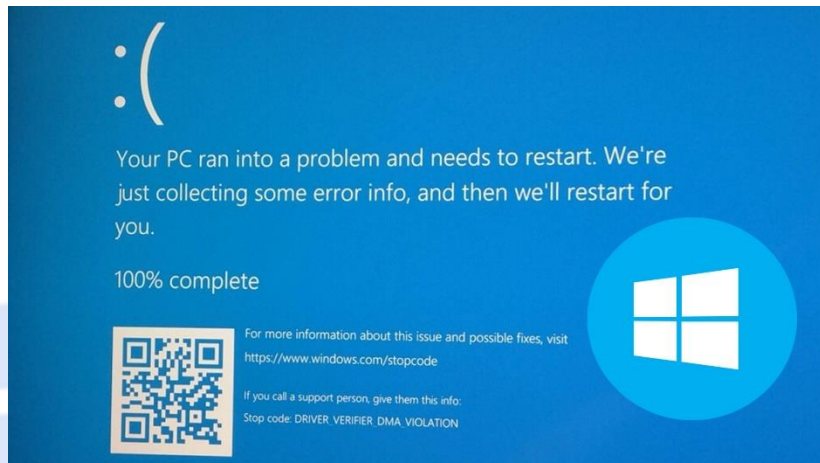 :(
Your PC ran into a problem and needs to restart. We're
just collecting some error info, and then we'll restart for
you.
100% complete
For more information about this issue and possible fixes, visit
https://www.windows.com/stopcode
If you call a support person, give them this info:
Stop code: DRIVER_VERIFIER_DMA_VIOLATION